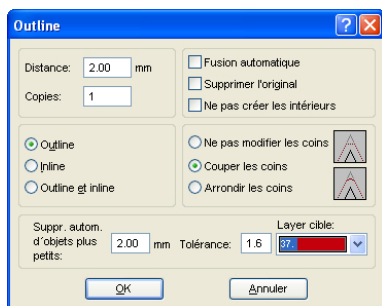 Outline
Distance: 2.00 mm
Copies: 1
Fusion automatique
Supprimer l'original
Ne pas créer les intérieurs
Outline
Inline
Outline et inline
Ne pas modifier les coins
Couper les coins
Arrondir les coins
Suppr. autom.
d'objets plus
petits:
2.00 mm Tolérance: 1.6
Layer cible:
37.
OK Annuler